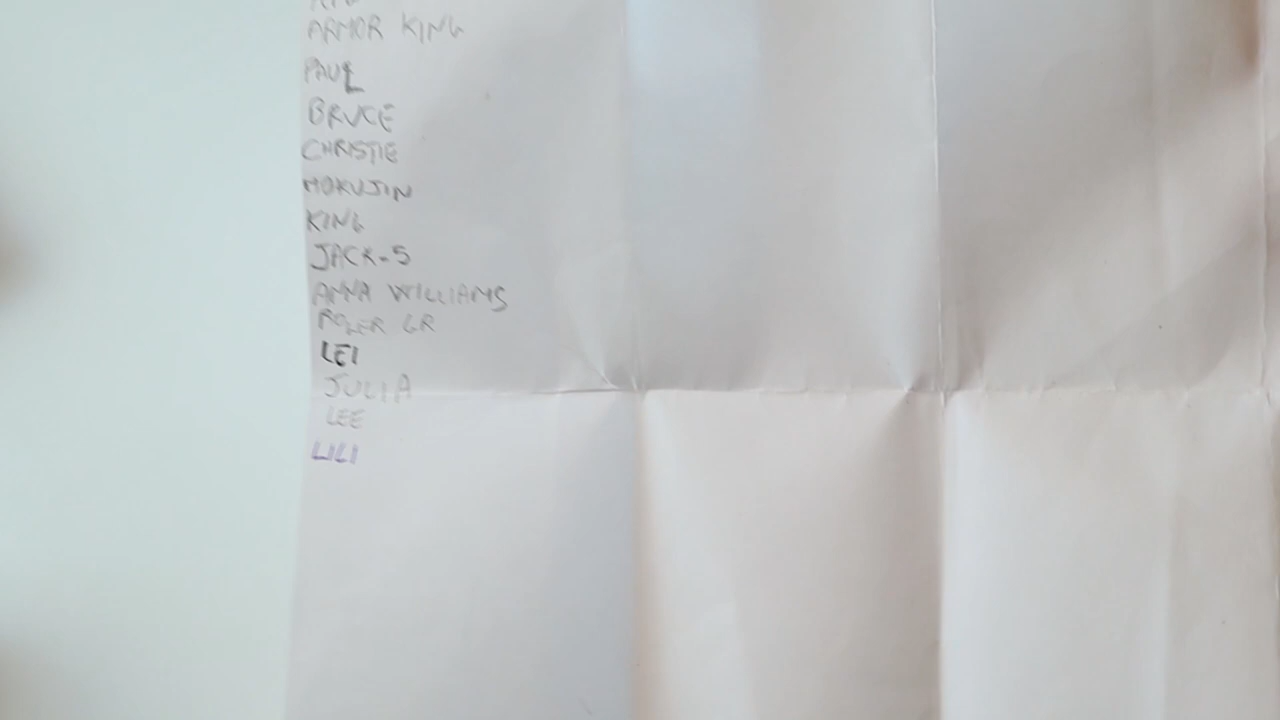 ARMOR KING
PAUL
BRUCE
CHRISTIE
MOKUJIN
KING
JACK-5
ANNA WILLIAMS
ROGER GR
LEI
JULIA
LEE
LILI